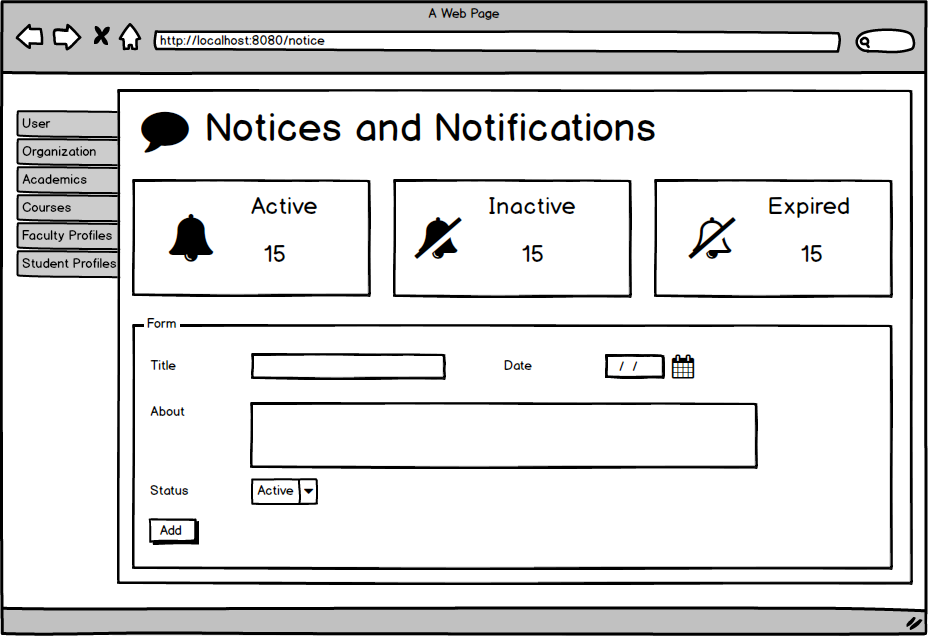 A Web Page
http://localhost:8080/notice
Notices and Notifications
User
Organization
Academics
Courses
Faculty Profiles
Student Profiles
Active
15
Inactive
15
Expired
15
Form
Title
Date
/ /
About
Status
Active
Add